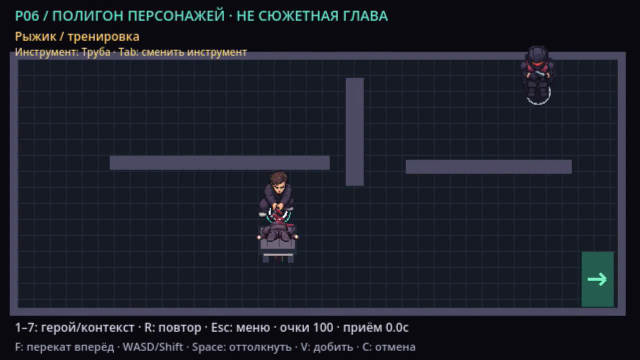 P06 / ПОЛИГОН ПЕРСОНАЖЕЙ · НЕ СЮЖЕТНАЯ ГЛАВА
Рыжик / тренировка
Инструмент: Труба · Tab: сменить инструмент
→
1–7: герой/контекст · R: повтор · Esc: меню · очки 100 · приём 0.0с
F: перекат вперёд · WASD/Shift · Space: оттолкнуть · V: добить · C: отмена